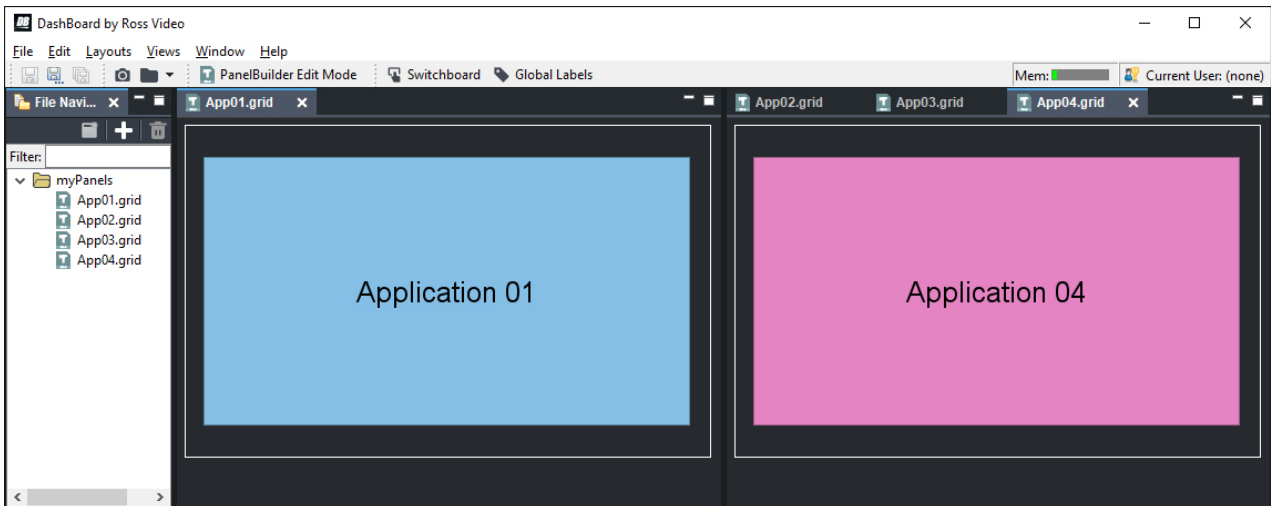 DB DashBoard by Ross Video
File Edit Layouts Views Window Help
PanelBuilder Edit Mode Switchboard Global Labels Mem: Current User: (none)
File Navi... App01.grid App02.grid App03.grid App04.grid
Filter:
myPanels
App01.grid
App02.grid
App03.grid
App04.grid
Application 01
Application 04